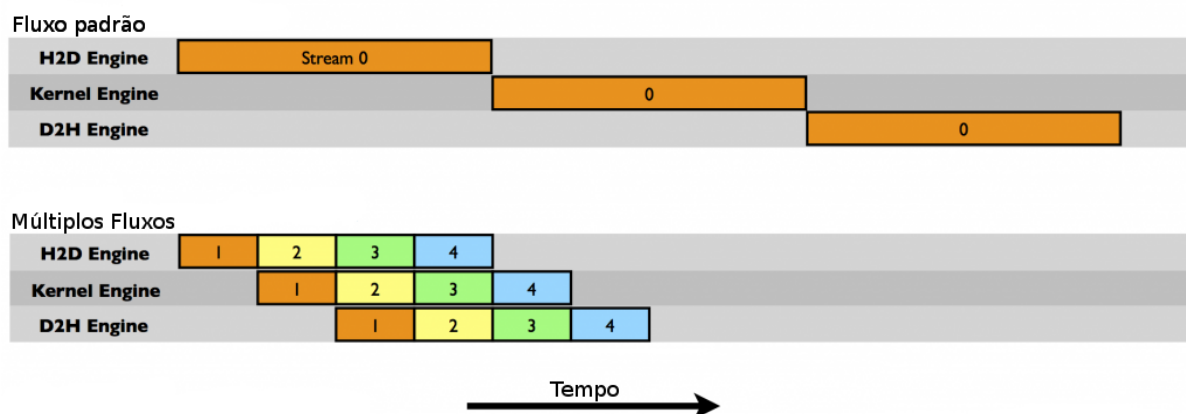 Fluxo padrão
H2D Engine Stream 0
Kernel Engine 0
D2H Engine 0
Múltiplos Fluxos
H2D Engine 1 2 3 4
Kernel Engine 1 2 3 4
D2H Engine 1 2 3 4
Tempo